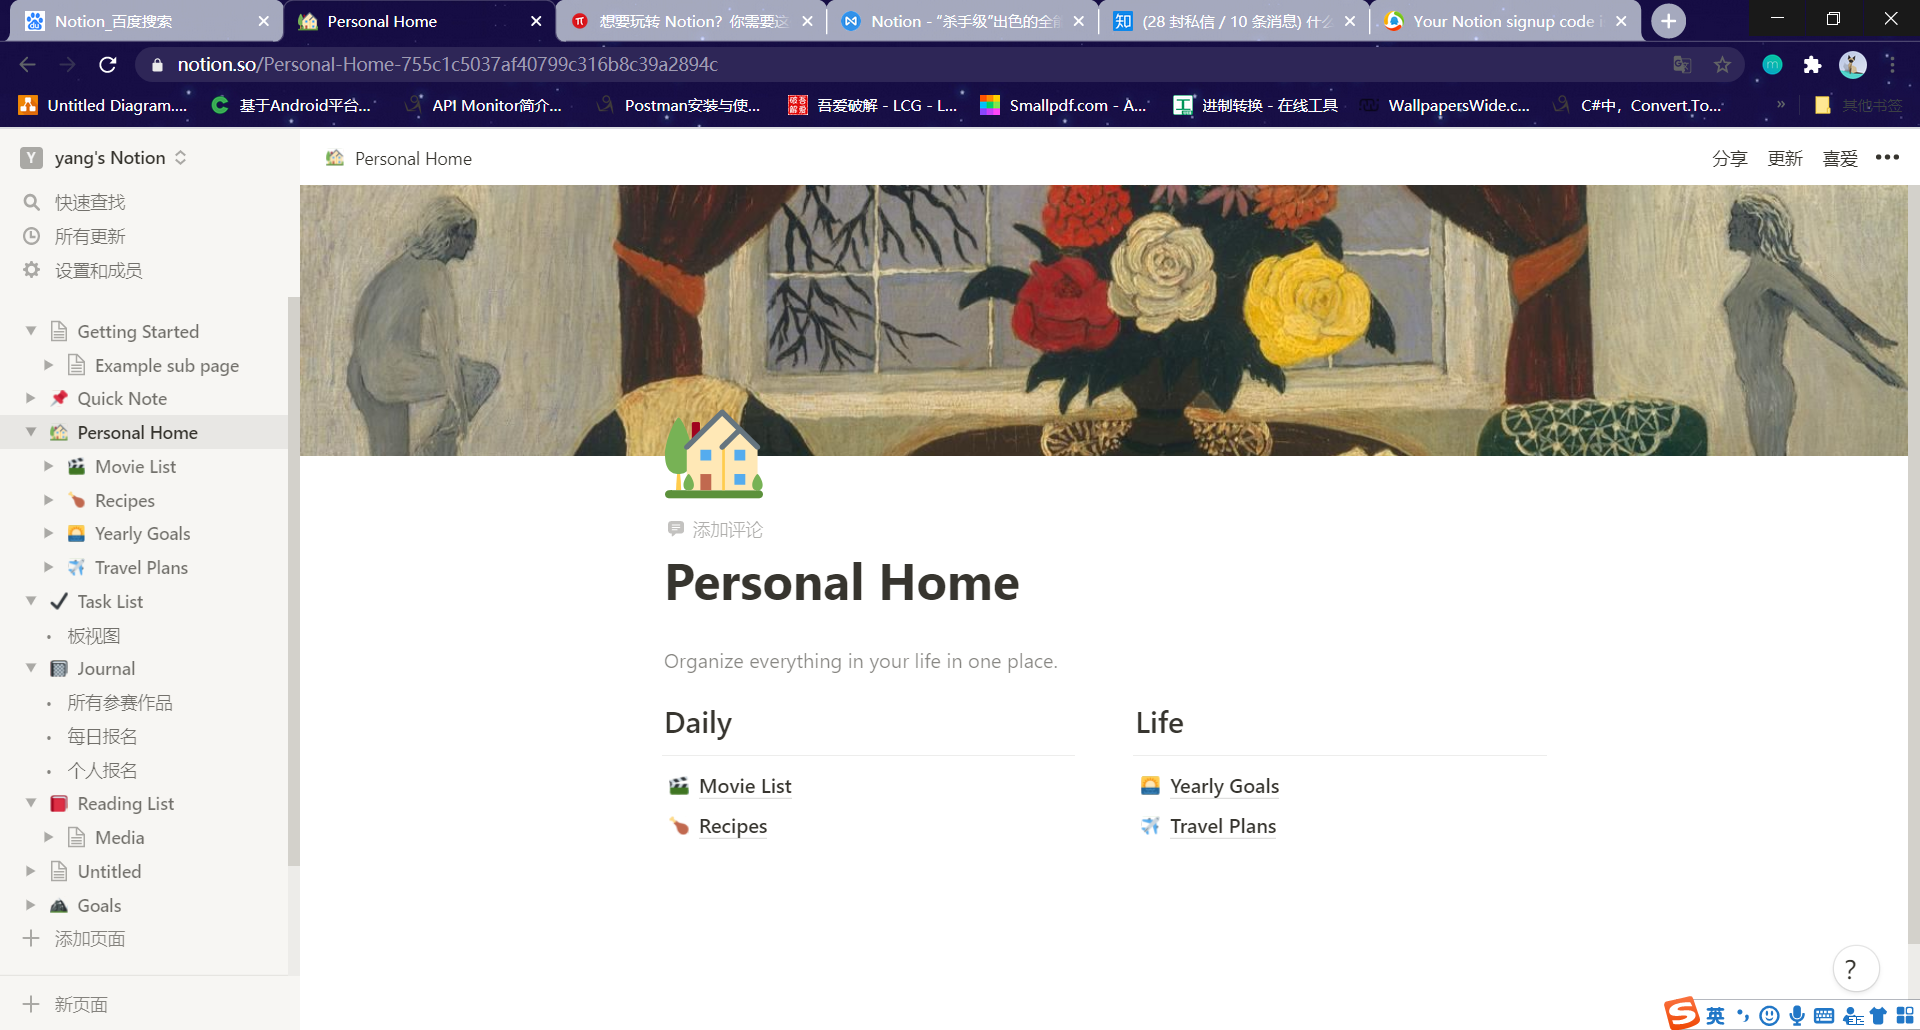 Notion_百度搜索
Personal Home
想要玩转 Notion？你需要这
Notion - “杀手级”出色的全能
(28 封私信 / 10 条消息) 什么
Your Notion signup code i
notion.so/Personal-Home-755c1c5037af40799c316b8c39a2894c
Untitled Diagram....
基于Android平台...
API Monitor简介...
Postman安装与使...
吾爱破解 - LCG - L...
Smallpdf.com - A...
进制转换 - 在线工具
WallpapersWide.c...
C#中，Convert.To...
»
其他书签
Y yang's Notion
Personal Home
分享
更新
喜爱
•••
快速查找
所有更新
设置和成员
Getting Started
Example sub page
Quick Note
Personal Home
Movie List
Recipes
Yearly Goals
Travel Plans
Task List
板视图
Journal
所有参赛作品
每日报名
个人报名
Reading List
Media
Untitled
Goals
添加页面
新页面
添加评论
Personal Home
Organize everything in your life in one place.
Daily
Life
Movie List
Yearly Goals
Recipes
Travel Plans
?
S 英